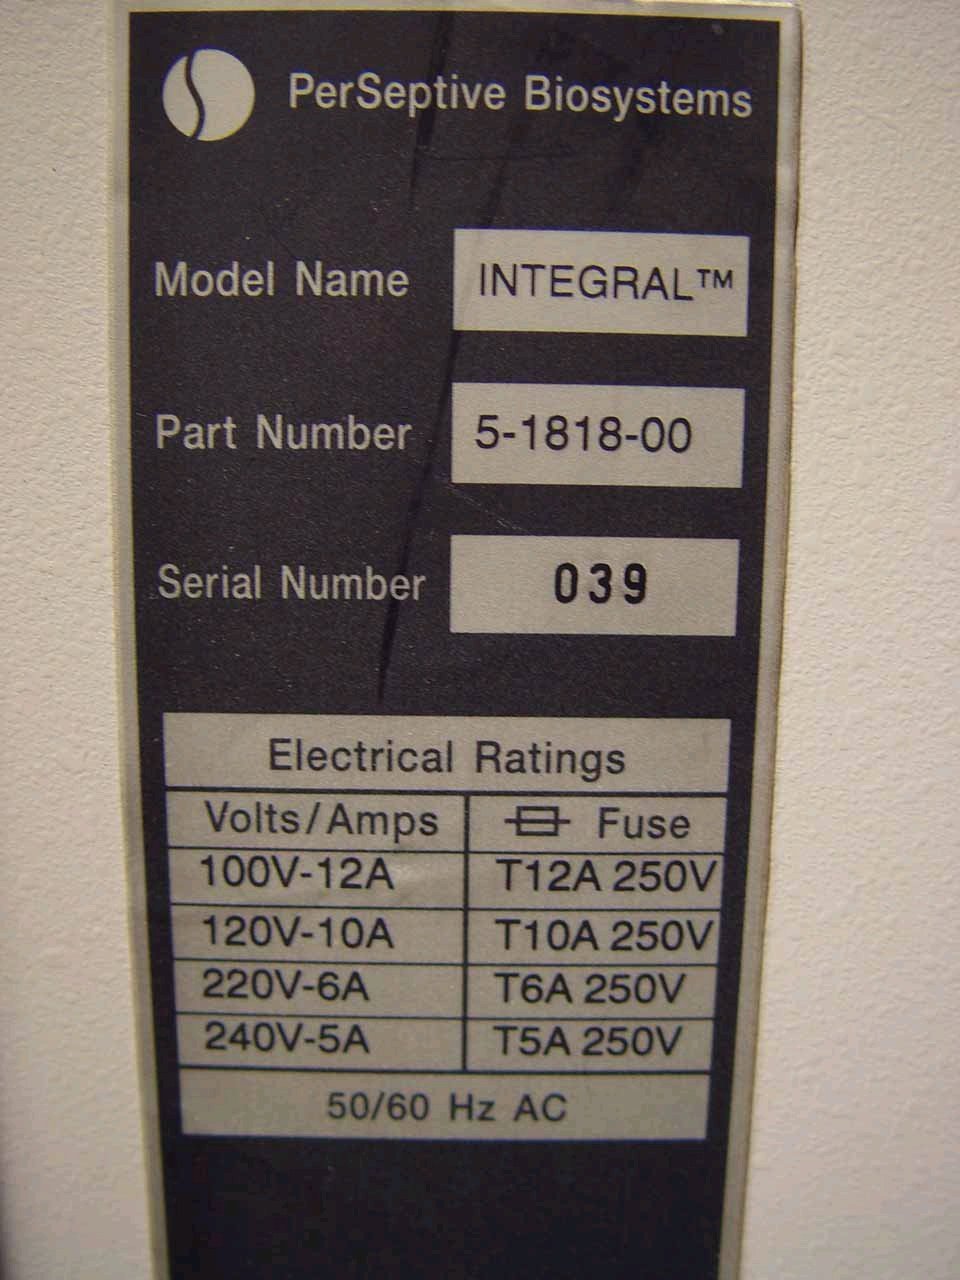 PerSeptive Biosystems
Model Name INTEGRAL™
Part Number 5-1818-00
Serial Number 039
Electrical Ratings
Volts/Amps Fuse
100V-12A T12A 250V
120V-10A T10A 250V
220V-6A T6A 250V
240V-5A T5A 250V
50/60 Hz AC